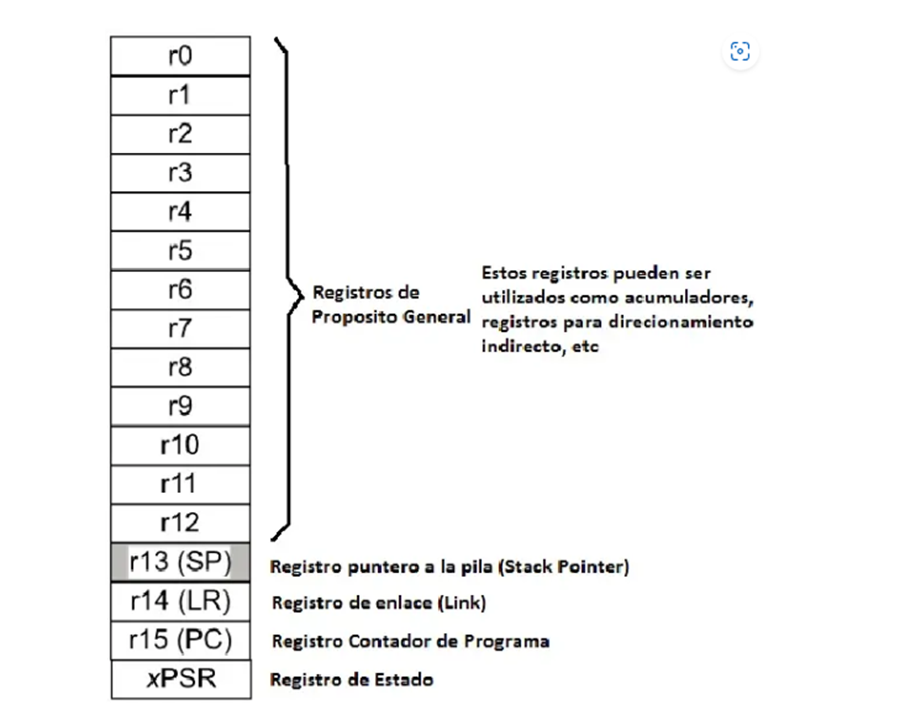 r0
r1
r2
r3
r4
r5
r6
r7
r8
r9
r10
r11
r12
r13 (SP)
r14 (LR)
r15 (PC)
xPSR
Registros de
Proposito General
Estos registros pueden ser
utilizados como acumuladores,
registros para direcionamiento
indirecto, etc
Registro puntero a la pila (Stack Pointer)
Registro de enlace (Link)
Registro Contador de Programa
Registro de Estado